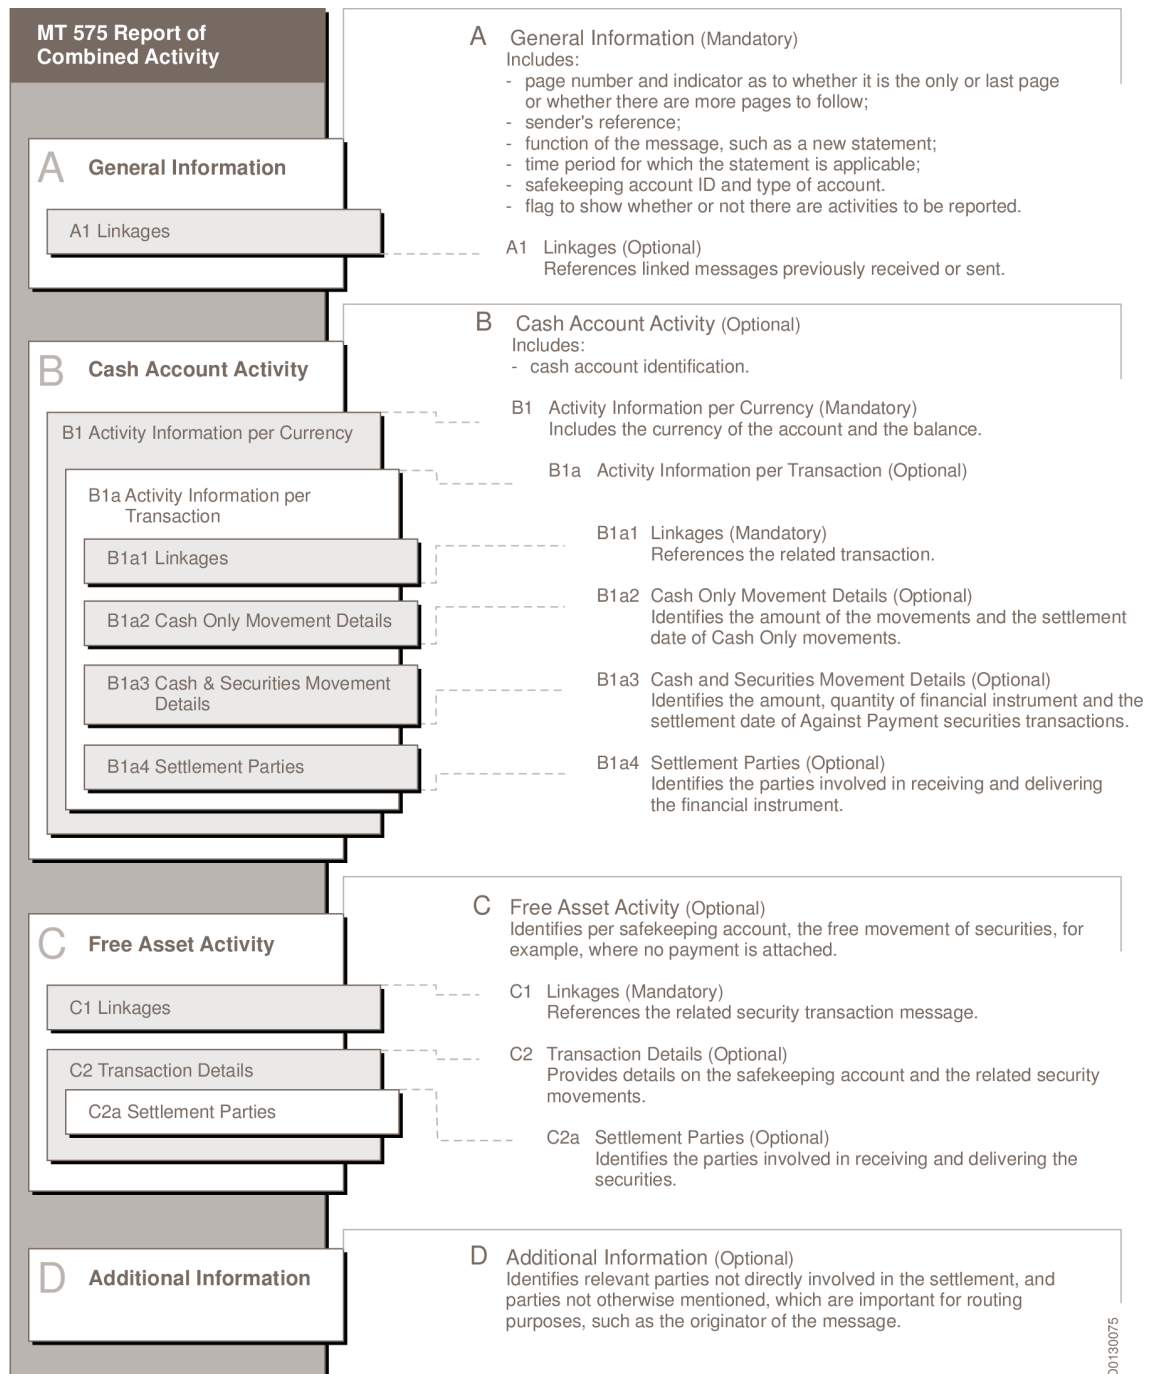 MT 575 Report of
Combined Activity
A General Information
A1 Linkages
B Cash Account Activity
B1 Activity Information per Currency
B1a Activity Information per
Transaction
B1a1 Linkages
B1a2 Cash Only Movement Details
B1a3 Cash & Securities Movement
Details
B1a4 Settlement Parties
C Free Asset Activity
C1 Linkages
C2 Transaction Details
C2a Settlement Parties
D Additional Information
A General Information (Mandatory)
Includes:
- page number and indicator as to whether it is the only or last page
or whether there are more pages to follow;
- sender's reference;
- function of the message, such as a new statement;
- time period for which the statement is applicable;
- safekeeping account ID and type of account.
- flag to show whether or not there are activities to be reported.
A1 Linkages (Optional)
References linked messages previously received or sent.
B Cash Account Activity (Optional)
Includes:
- cash account identification.
B1 Activity Information per Currency (Mandatory)
Includes the currency of the account and the balance.
B1a Activity Information per Transaction (Optional)
B1a1 Linkages (Mandatory)
References the related transaction.
B1a2 Cash Only Movement Details (Optional)
Identifies the amount of the movements and the settlement
date of Cash Only movements.
B1a3 Cash and Securities Movement Details (Optional)
Identifies the amount, quantity of financial instrument and the
settlement date of Against Payment securities transactions.
B1a4 Settlement Parties (Optional)
Identifies the parties involved in receiving and delivering
the financial instrument.
C Free Asset Activity (Optional)
Identifies per safekeeping account, the free movement of securities, for
example, where no payment is attached.
C1 Linkages (Mandatory)
References the related security transaction message.
C2 Transaction Details (Optional)
Provides details on the safekeeping account and the related security
movements.
C2a Settlement Parties (Optional)
Identifies the parties involved in receiving and delivering the
securities.
D Additional Information (Optional)
Identifies relevant parties not directly involved in the settlement, and
parties not otherwise mentioned, which are important for routing
purposes, such as the originator of the message.